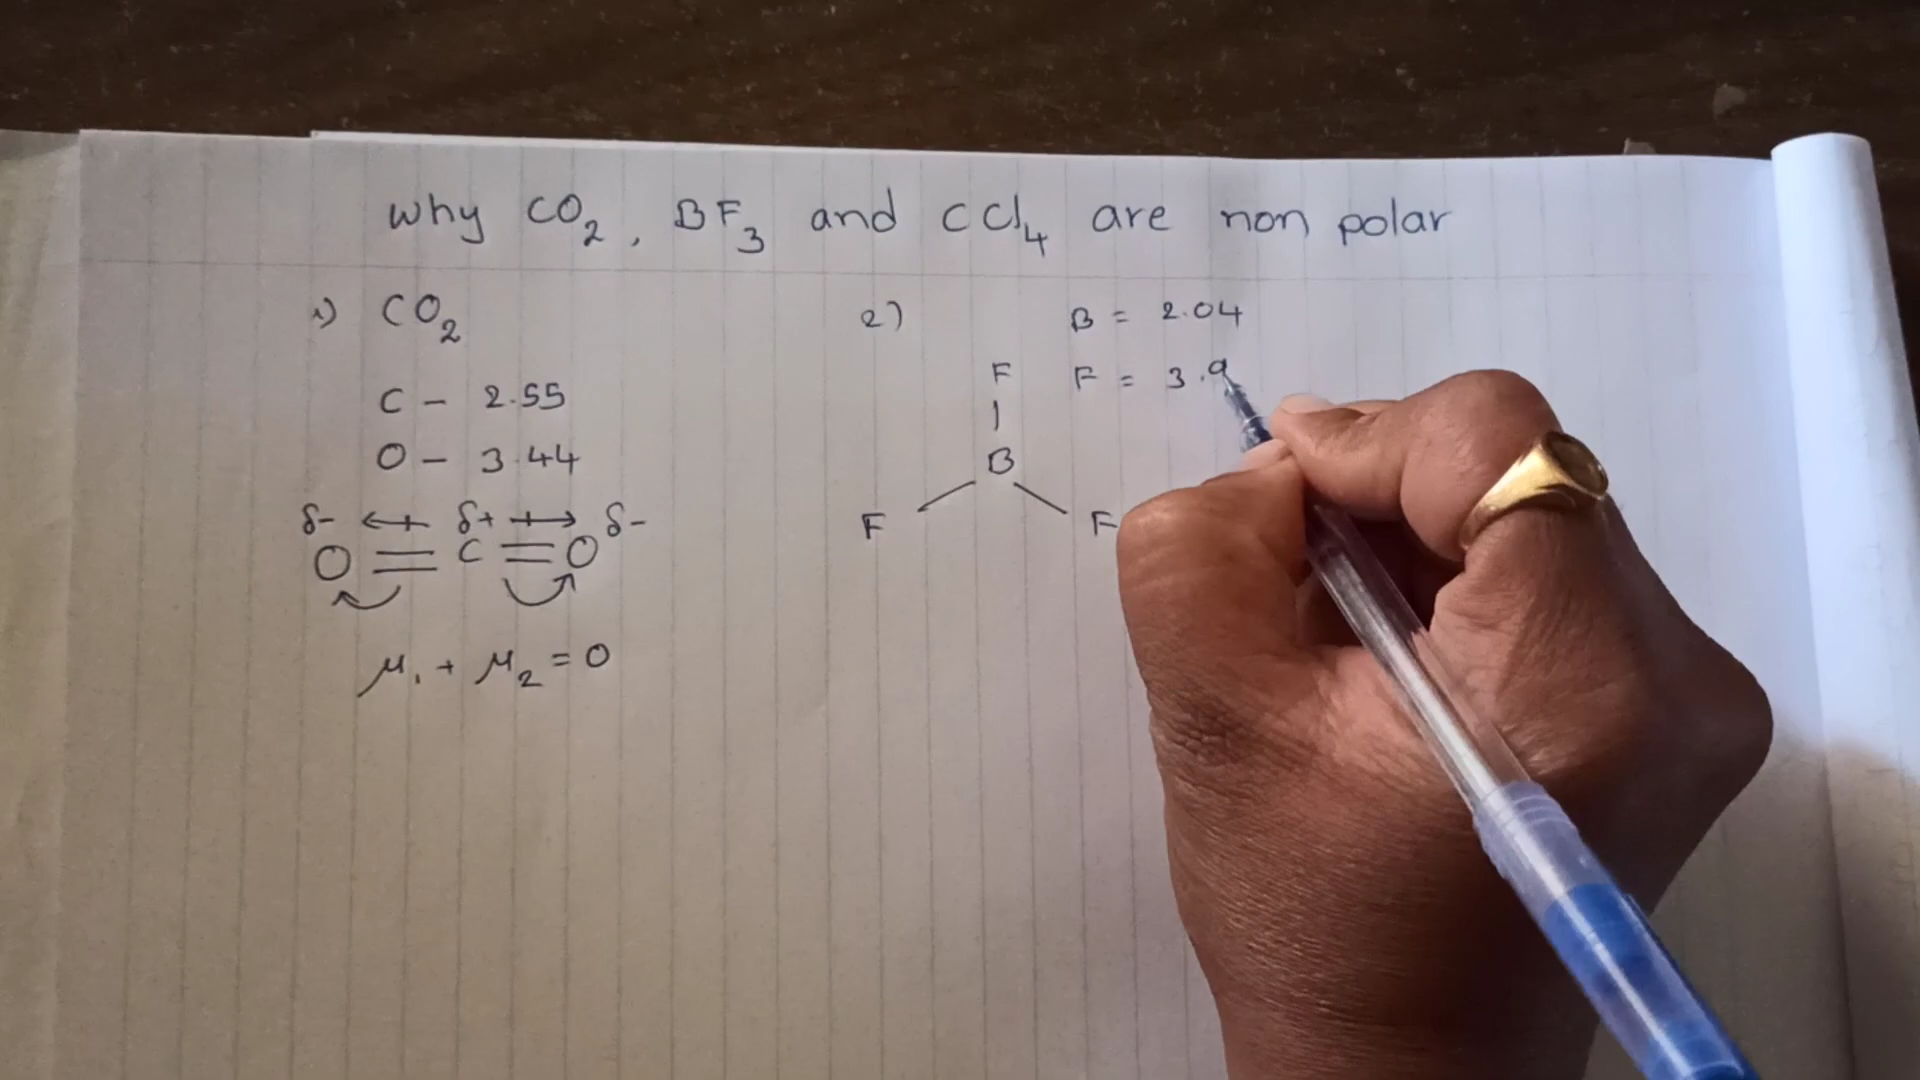 why CO₂, BF₃ and CCl₄ are non polar
1) CO₂
C - 2.55
O - 3.44
δ- ←+ δ+ +→ δ-
O = C = O
μ₁ + μ₂ = 0
2)
B = 2.04
F = 3.9
F
B
F F